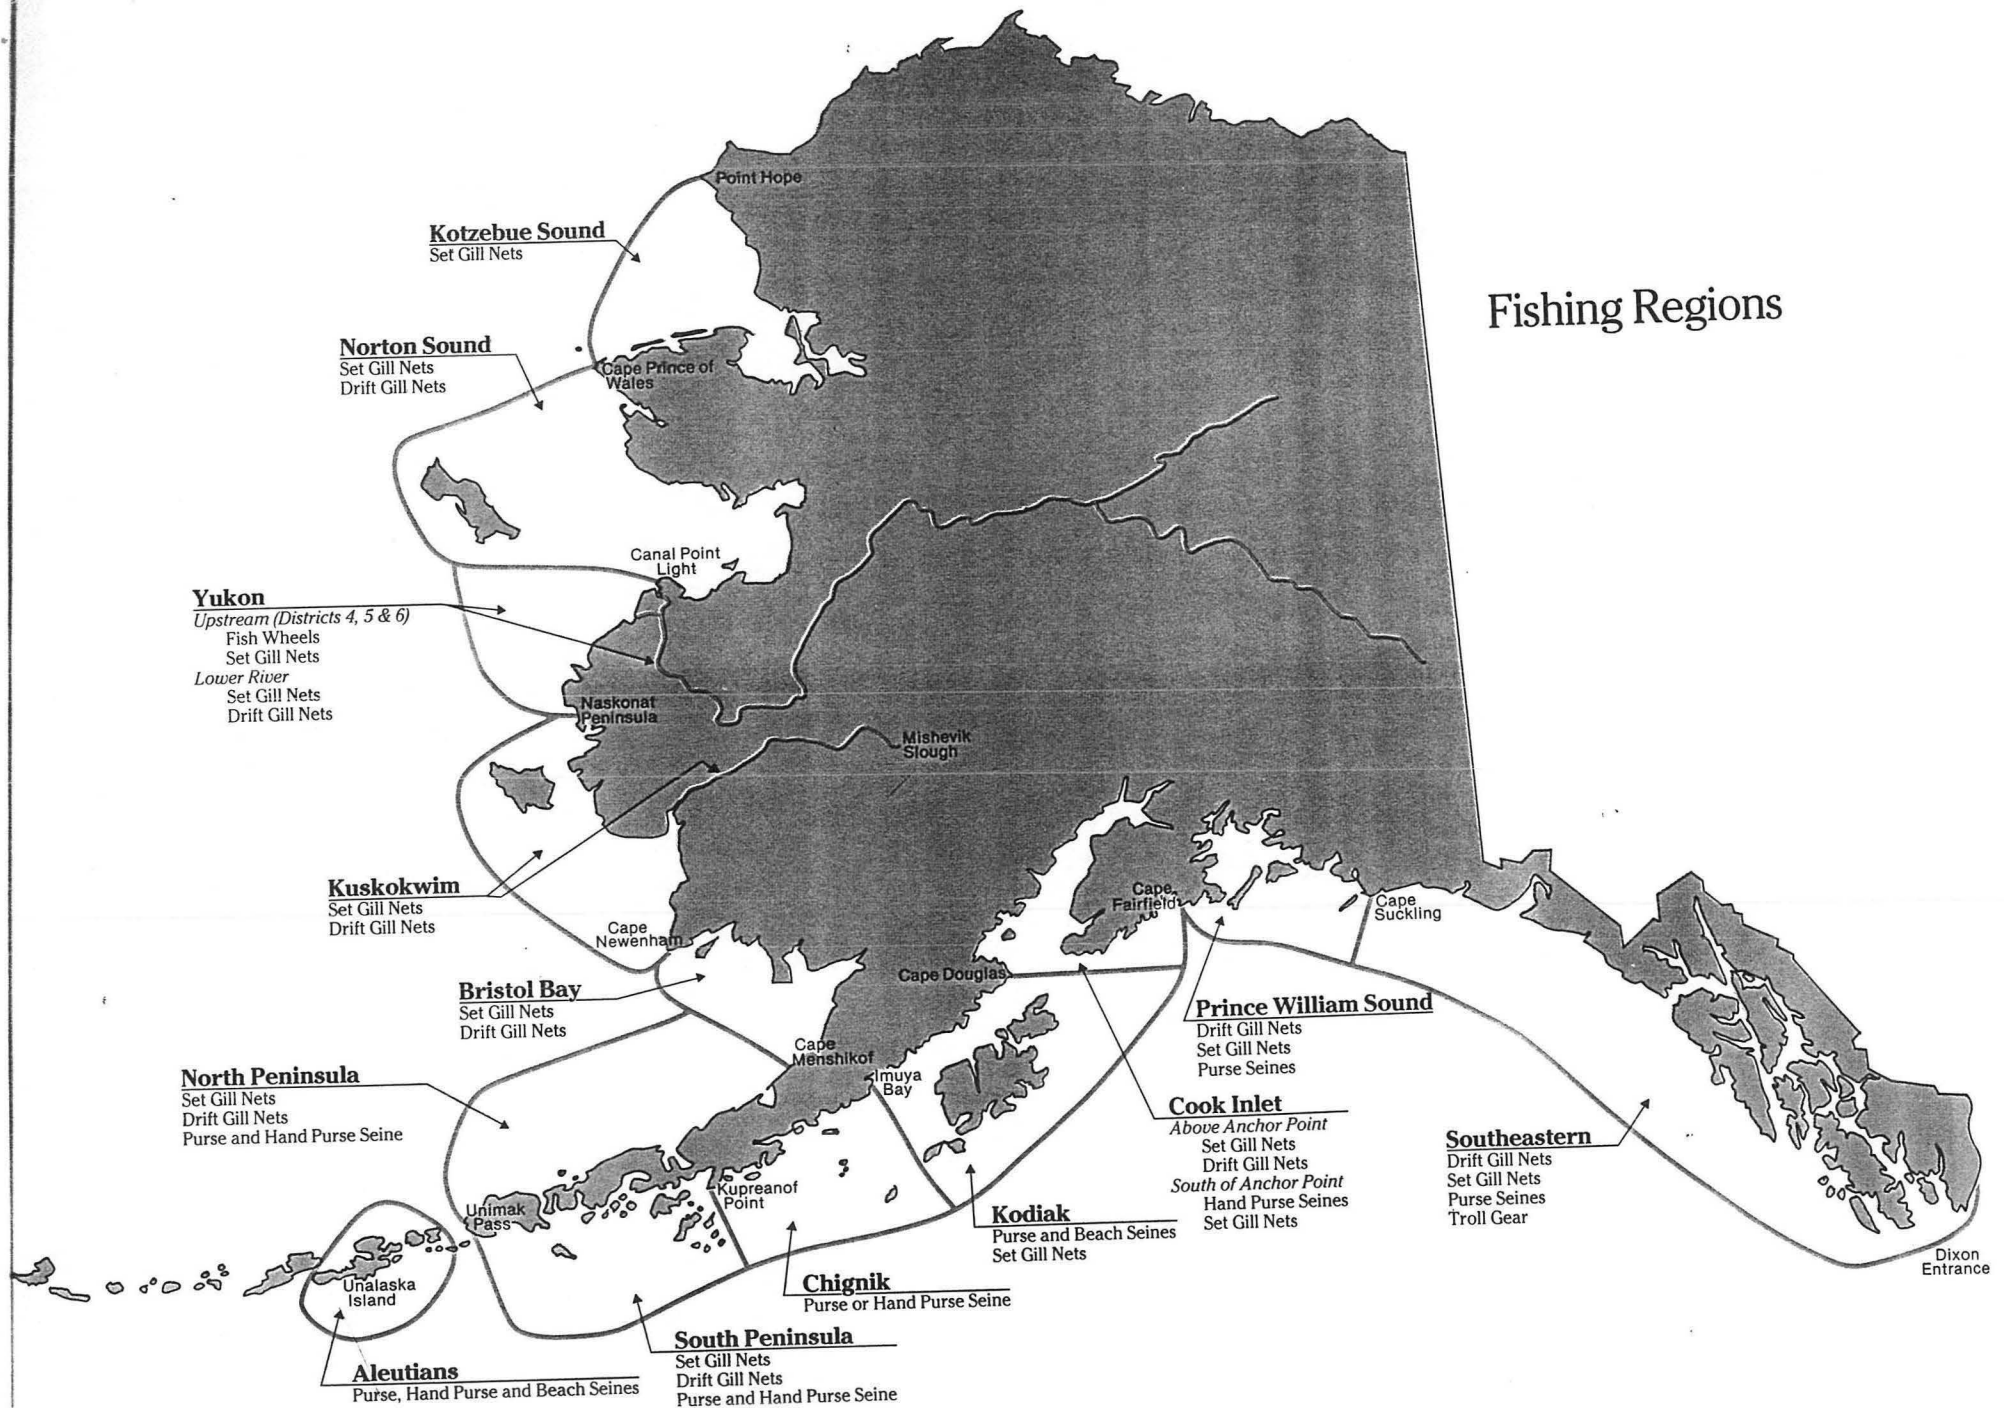 Point Hope
Kotzebue Sound
Set Gill Nets
Fishing Regions
Norton Sound
Set Gill Nets
Drift Gill Nets
Cape Prince of
Wales
Canal Point
Light
Yukon
Upstream (Districts 4, 5 & 6)
Fish Wheels
Set Gill Nets
Lower River
Set Gill Nets
Drift Gill Nets
Naskonat
Peninsula
Mishevik
Slough
Kuskokwim
Set Gill Nets
Drift Gill Nets
Cape
Newenham
Cape
Fairfield
Cape
Suckling
Cape Douglas
Bristol Bay
Set Gill Nets
Drift Gill Nets
Prince William Sound
Drift Gill Nets
Set Gill Nets
Purse Seines
Cape
Menshikof
Imuya
Bay
North Peninsula
Set Gill Nets
Drift Gill Nets
Purse and Hand Purse Seine
Cook Inlet
Above Anchor Point
Set Gill Nets
Drift Gill Nets
South of Anchor Point
Hand Purse Seines
Set Gill Nets
Southeastern
Drift Gill Nets
Set Gill Nets
Purse Seines
Troll Gear
Kupreanof
Point
Unimak
Pass
Kodiak
Purse and Beach Seines
Set Gill Nets
Dixon
Entrance
Unalaska
Island
Chignik
Purse or Hand Purse Seine
South Peninsula
Set Gill Nets
Drift Gill Nets
Purse and Hand Purse Seine
Aleutians
Purse, Hand Purse and Beach Seines